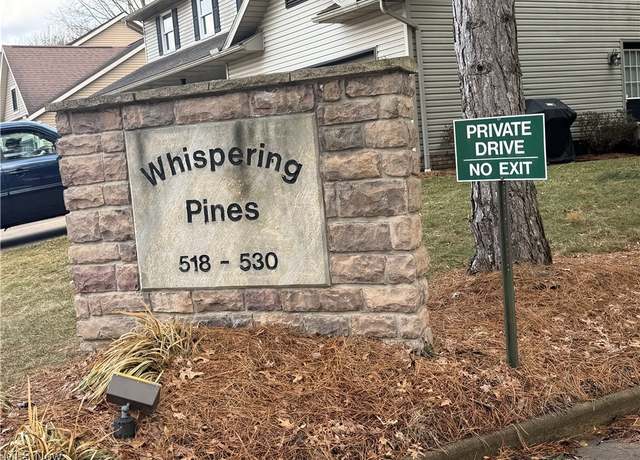 Whispering
Pines
518 - 530
PRIVATE
DRIVE
NO EXIT